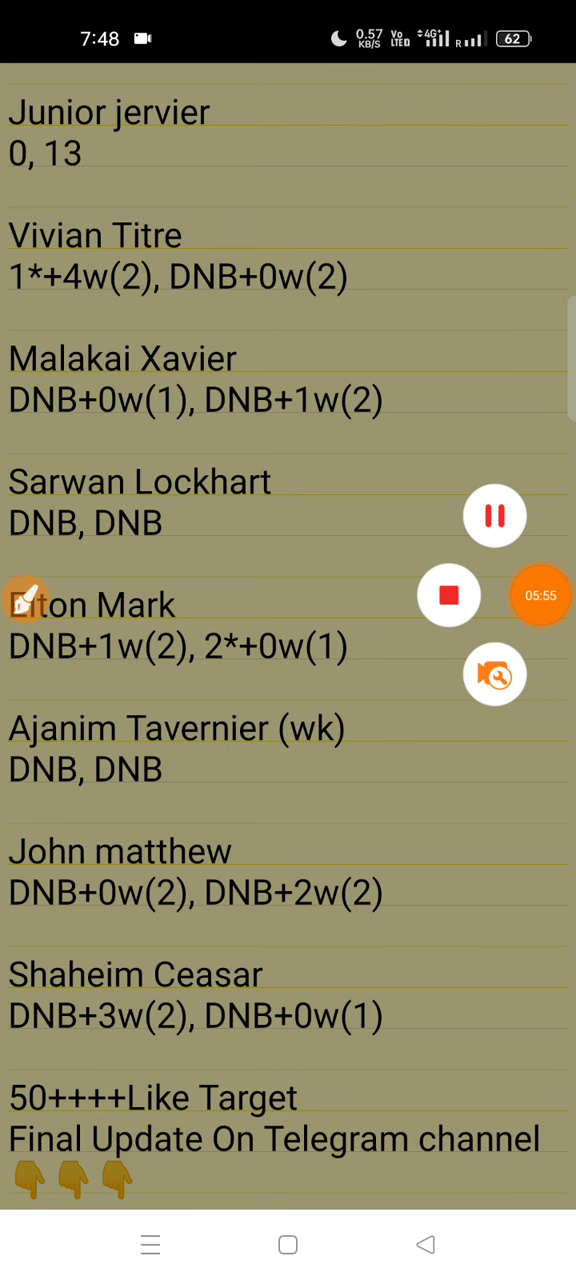 7:48
0.57
KB/S
Vo
LTE
4G+
R
62
Junior jervier
0, 13
Vivian Titre
1*+4w(2), DNB+0w(2)
Malakai Xavier
DNB+0w(1), DNB+1w(2)
Sarwan Lockhart
DNB, DNB
Mark
DNB+1w(2), 2*+0w(1)
05:55
Ajanim Tavernier (wk)
DNB, DNB
John matthew
DNB+0w(2), DNB+2w(2)
Shaheim Ceasar
DNB+3w(2), DNB+0w(1)
50++++Like Target
Final Update On Telegram channel
👇👇👇